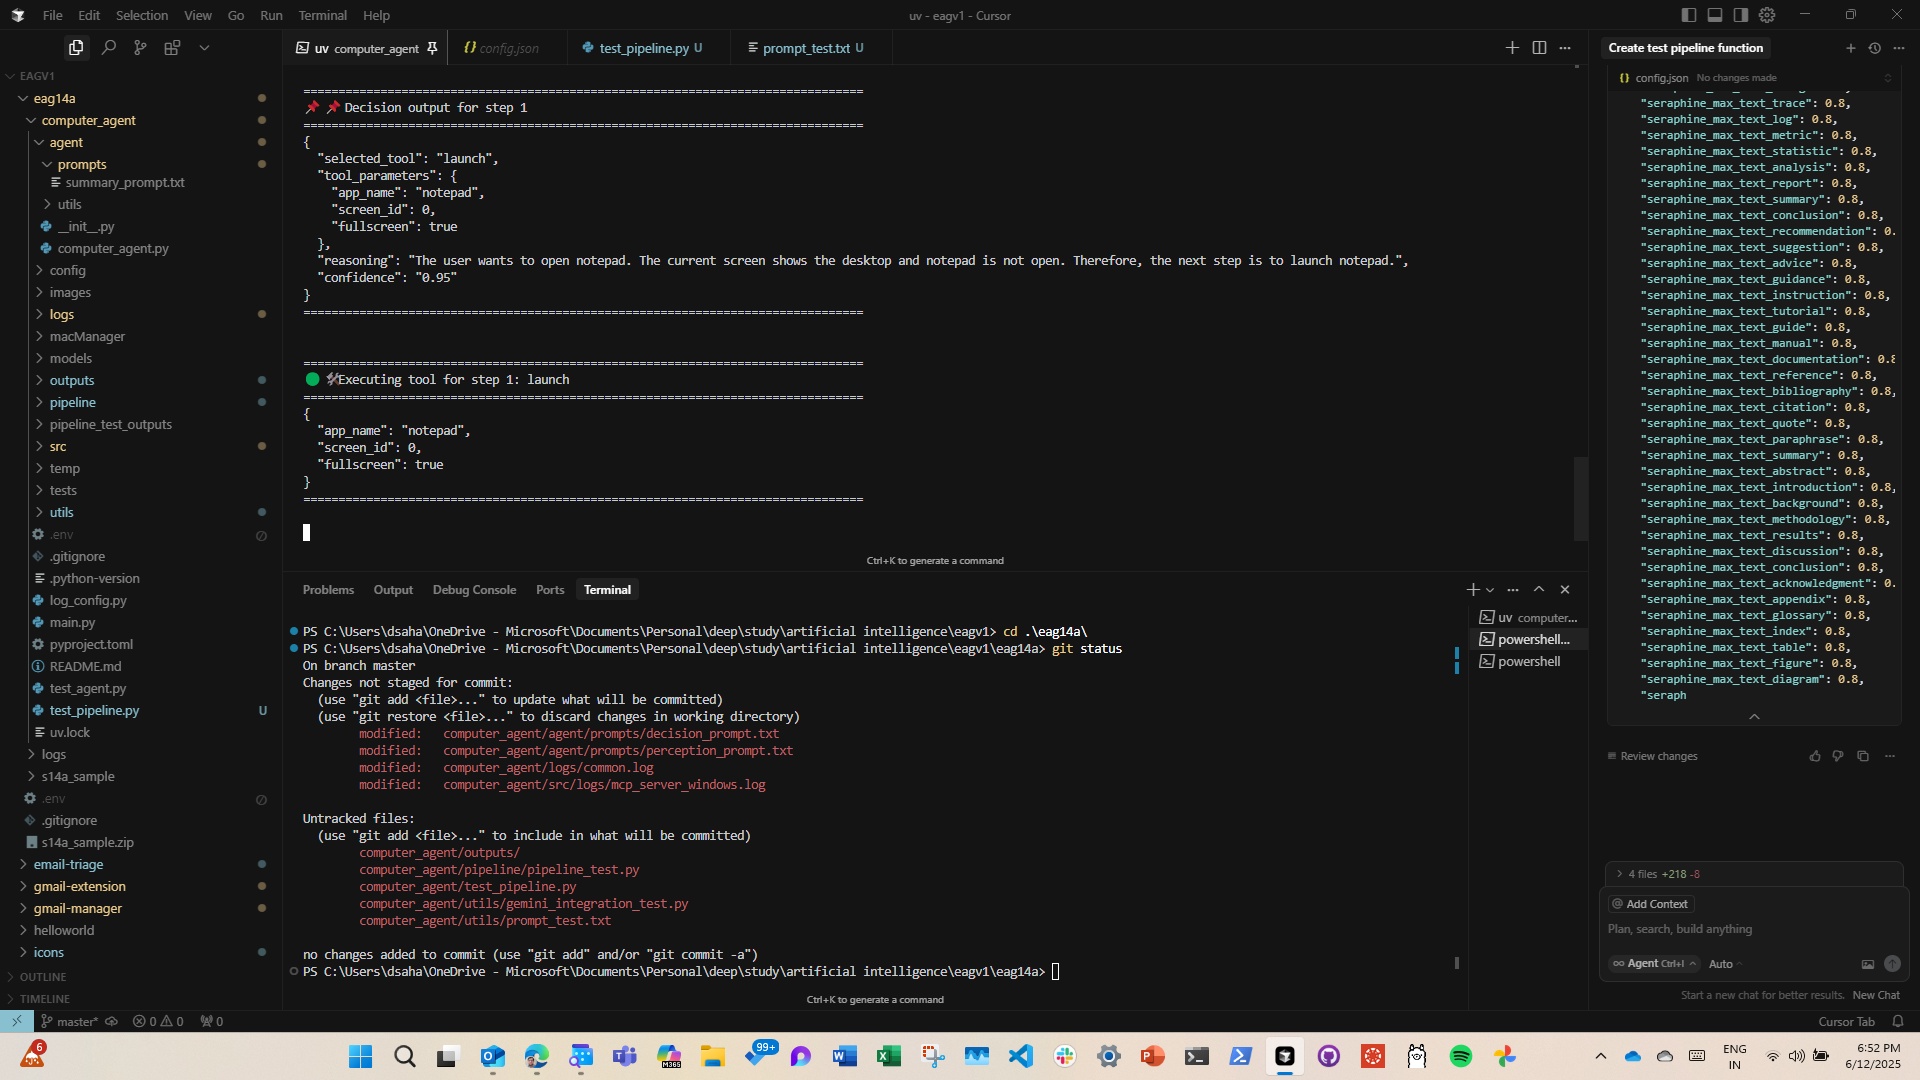 File Edit Selection View Go Run Terminal Help
uv - eagv1 - Cursor
uv computer_agent
{} config.json
test_pipeline.py U
prompt_test.txt U
EAGV1
eag14a
computer_agent
agent
prompts
summary_prompt.txt
utils
__init__.py
computer_agent.py
config
images
logs
macManager
models
outputs
pipeline
pipeline_test_outputs
src
temp
tests
utils
.env
.gitignore
.python-version
log_config.py
main.py
pyproject.toml
README.md
test_agent.py
test_pipeline.py U
uv.lock
logs
s14a_sample
.env
.gitignore
s14a_sample.zip
email-triage
gmail-extension
gmail-manager
helloworld
icons
OUTLINE
TIMELINE
================================================================================
Decision output for step 1
================================================================================
{
"selected_tool": "launch",
"tool_parameters": {
"app_name": "notepad",
"screen_id": 0,
"fullscreen": true
},
"reasoning": "The user wants to open notepad. The current screen shows the desktop and notepad is not open. Therefore, the next step is to launch notepad.",
"confidence": "0.95"
}
================================================================================
================================================================================
Executing tool for step 1: launch
================================================================================
{
"app_name": "notepad",
"screen_id": 0,
"fullscreen": true
}
================================================================================
Ctrl+K to generate a command
Problems Output Debug Console Ports Terminal
PS C:\Users\dsaha\OneDrive - Microsoft\Documents\Personal\deep\study\artificial intelligence\eagv1> cd .\eag14a\
PS C:\Users\dsaha\OneDrive - Microsoft\Documents\Personal\deep\study\artificial intelligence\eagv1\eag14a> git status
On branch master
Changes not staged for commit:
(use "git add <file>..." to update what will be committed)
(use "git restore <file>..." to discard changes in working directory)
modified: computer_agent/agent/prompts/decision_prompt.txt
modified: computer_agent/agent/prompts/perception_prompt.txt
modified: computer_agent/logs/common.log
modified: computer_agent/src/logs/mcp_server_windows.log
Untracked files:
(use "git add <file>..." to include in what will be committed)
computer_agent/outputs/
computer_agent/pipeline/pipeline_test.py
computer_agent/test_pipeline.py
computer_agent/utils/gemini_integration_test.py
computer_agent/utils/prompt_test.txt
no changes added to commit (use "git add" and/or "git commit -a")
PS C:\Users\dsaha\OneDrive - Microsoft\Documents\Personal\deep\study\artificial intelligence\eagv1\eag14a>
Ctrl+K to generate a command
uv computer...
powershell...
powershell
Create test pipeline function
{} config.json No changes made
"seraphine_max_text_trace": 0.8,
"seraphine_max_text_log": 0.8,
"seraphine_max_text_metric": 0.8,
"seraphine_max_text_statistic": 0.8,
"seraphine_max_text_analysis": 0.8,
"seraphine_max_text_report": 0.8,
"seraphine_max_text_summary": 0.8,
"seraphine_max_text_conclusion": 0.8,
"seraphine_max_text_recommendation": 0.
"seraphine_max_text_suggestion": 0.8,
"seraphine_max_text_advice": 0.8,
"seraphine_max_text_guidance": 0.8,
"seraphine_max_text_instruction": 0.8,
"seraphine_max_text_tutorial": 0.8,
"seraphine_max_text_guide": 0.8,
"seraphine_max_text_manual": 0.8,
"seraphine_max_text_documentation": 0.8
"seraphine_max_text_reference": 0.8,
"seraphine_max_text_bibliography": 0.8,
"seraphine_max_text_citation": 0.8,
"seraphine_max_text_quote": 0.8,
"seraphine_max_text_paraphrase": 0.8,
"seraphine_max_text_summary": 0.8,
"seraphine_max_text_abstract": 0.8,
"seraphine_max_text_introduction": 0.8,
"seraphine_max_text_background": 0.8,
"seraphine_max_text_methodology": 0.8,
"seraphine_max_text_results": 0.8,
"seraphine_max_text_discussion": 0.8,
"seraphine_max_text_conclusion": 0.8,
"seraphine_max_text_acknowledgment": 0.
"seraphine_max_text_appendix": 0.8,
"seraphine_max_text_glossary": 0.8,
"seraphine_max_text_index": 0.8,
"seraphine_max_text_table": 0.8,
"seraphine_max_text_figure": 0.8,
"seraphine_max_text_diagram": 0.8,
"seraph
Review changes
4 files +218 -8
@ Add Context
Plan, search, build anything
Agent Ctrl+I Auto
Start a new chat for better results. New Chat
master* 0 0 0
Cursor Tab
6
99+
M365
ENG
IN
6:52 PM
6/12/2025